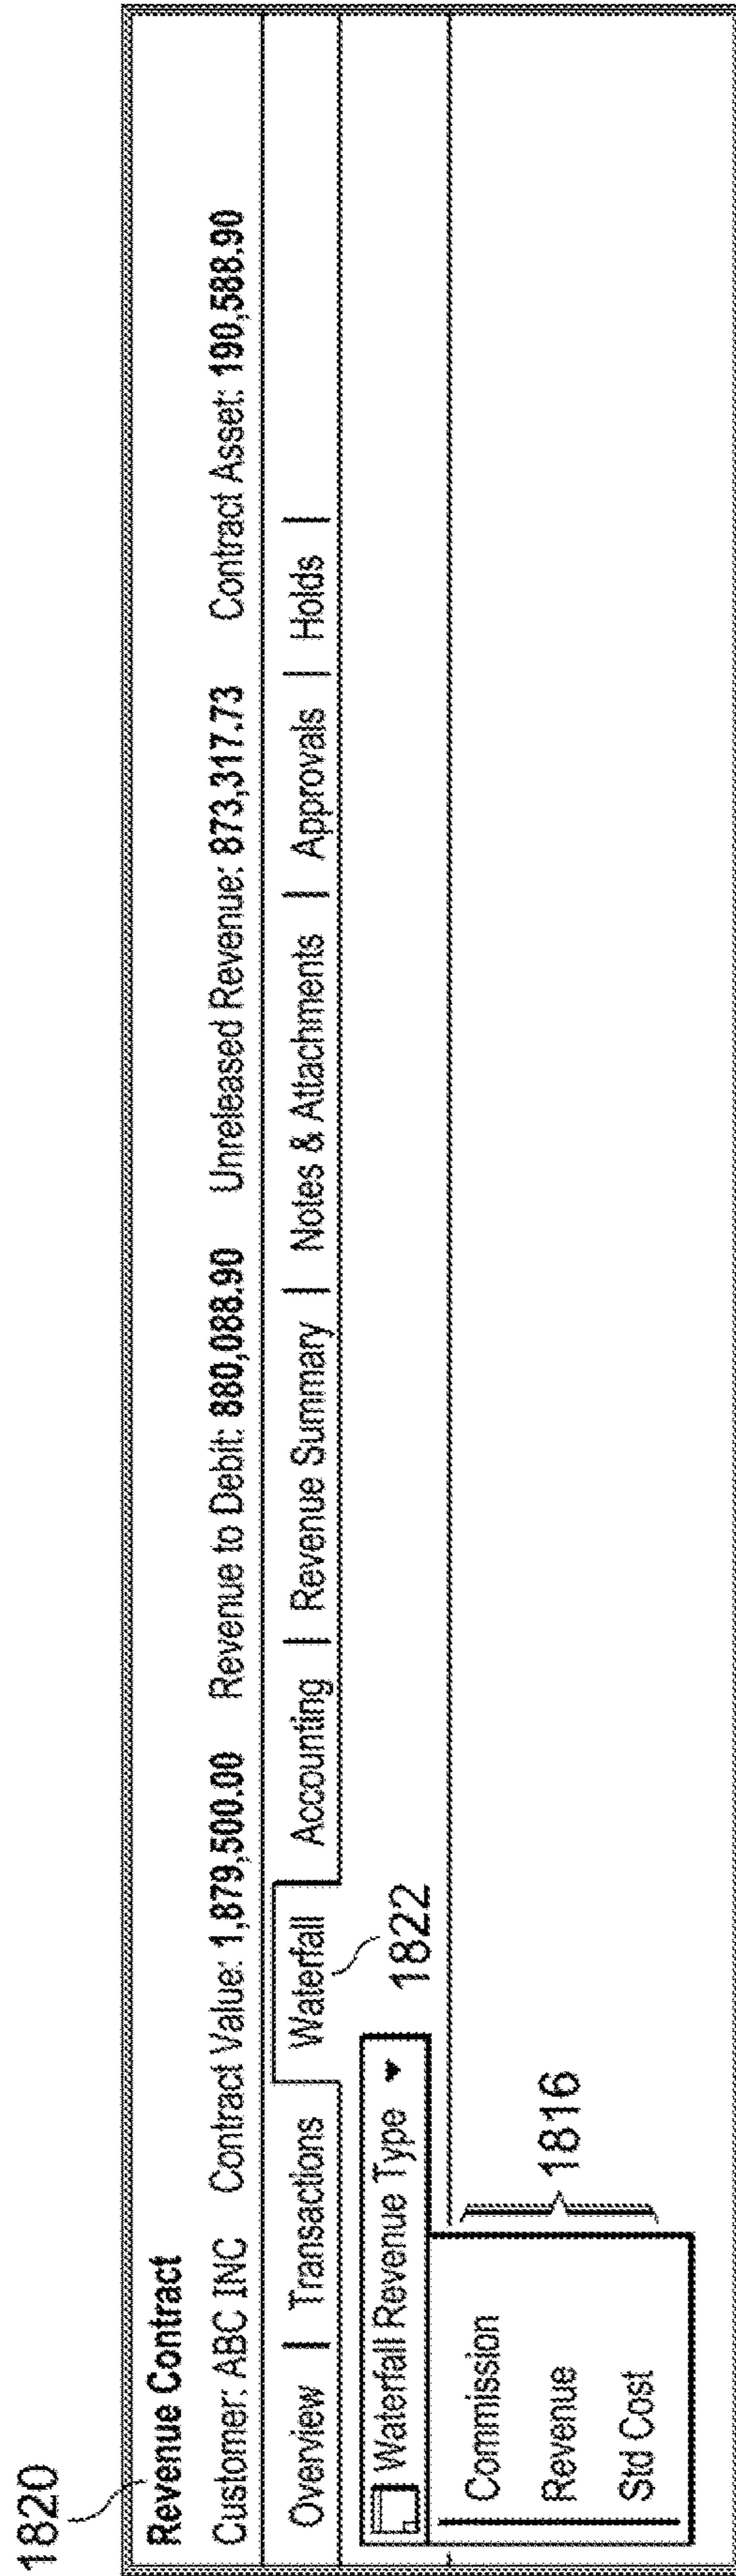 1820
Revenue Contract
Customer: ABC INC Contract Value: 1,879,500.00 Revenue to Debit: 880,088.90 Unreleased Revenue: 873,317.73 Contract Asset: 190,588.90
Overview | Transactions Waterfall Accounting | Revenue Summary | Notes & Attachments | Approvals | Holds |
Waterfall Revenue Type ▼
1822
Commission
Revenue
Std Cost
1816